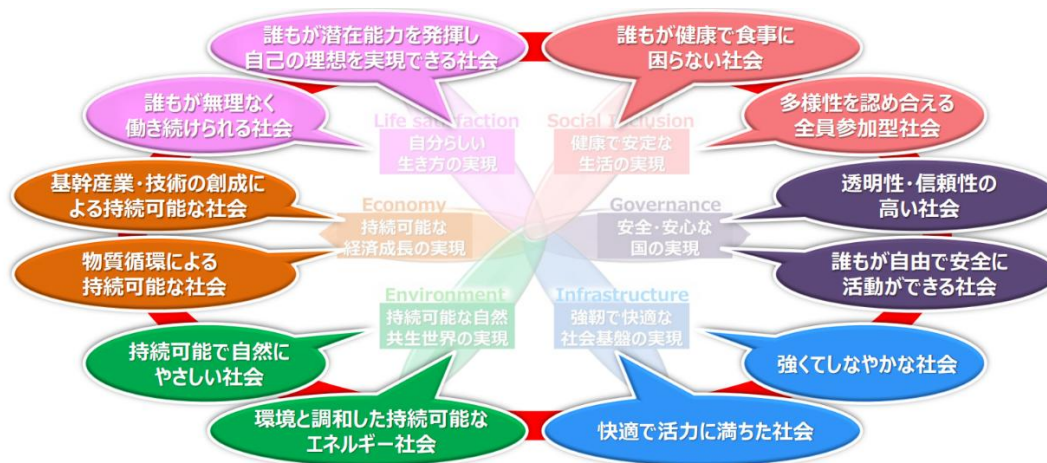 誰もが潜在能力を発揮し
自己の理想を実現できる社会
誰もが健康で食事に
困らない社会
誰もが無理なく
働き続けられる社会
多様性を認め合える
全員参加型社会
Life satisfaction
自分らしい
生き方の実現
Social Inclusion
健康で安定な
生活の実現
基幹産業・技術の創成に
よる持続可能な社会
透明性・信頼性の
高い社会
Economy
持続可能な
経済成長の実現
Governance
安全・安心な
国の実現
物質循環による
持続可能な社会
誰もが自由で安全に
活動ができる社会
Environment
持続可能な自然
共生世界の実現
Infrastructure
強靭で快適な
社会基盤の実現
持続可能で自然に
やさしい社会
強くてしなやかな社会
環境と調和した持続可能な
エネルギー社会
快適で活力に満ちた社会